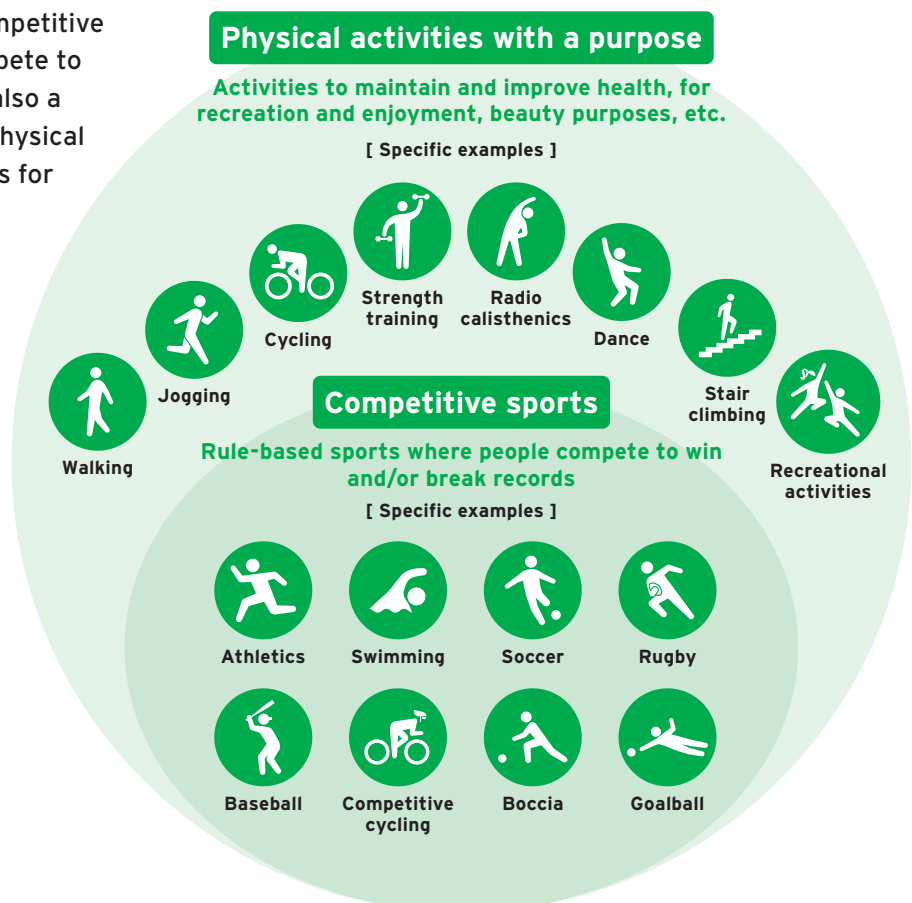 mpetitive
pete to
also a
hysical
s for
Physical activities with a purpose
Activities to maintain and improve health, for
recreation and enjoyment, beauty purposes, etc.
[ Specific examples ]
Walking
Jogging
Cycling
Strength
training
Radio
calisthenics
Dance
Stair
climbing
Recreational
activities
Competitive sports
Rule-based sports where people compete to win
and/or break records
[ Specific examples ]
Athletics
Swimming
Soccer
Rugby
Baseball
Competitive
cycling
Boccia
Goalball